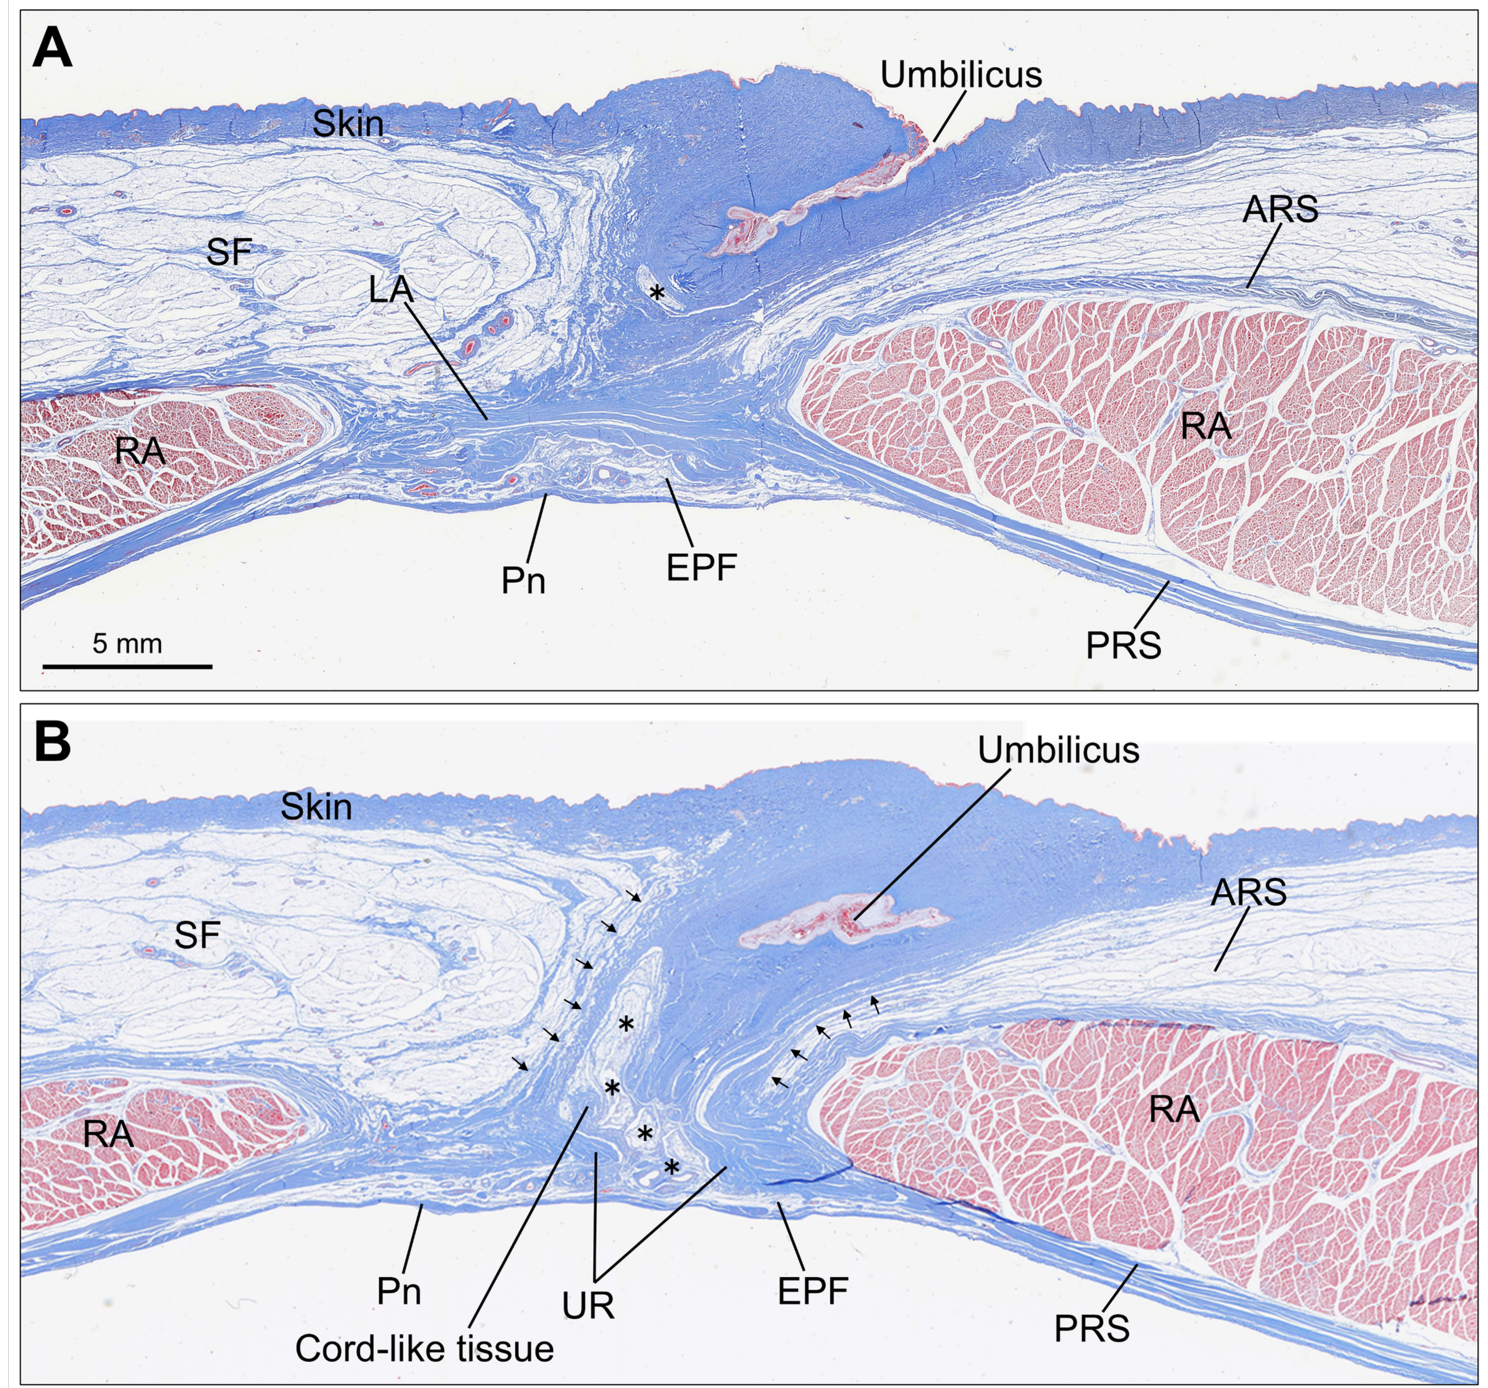 A
Umbilicus
Skin
ARS
SF
LA
*
RA
RA
Pn
EPF
5 mm
PRS
B
Umbilicus
Skin
ARS
SF
*
*
RA
RA
*
*
Pn
UR
EPF
PRS
Cord-like tissue